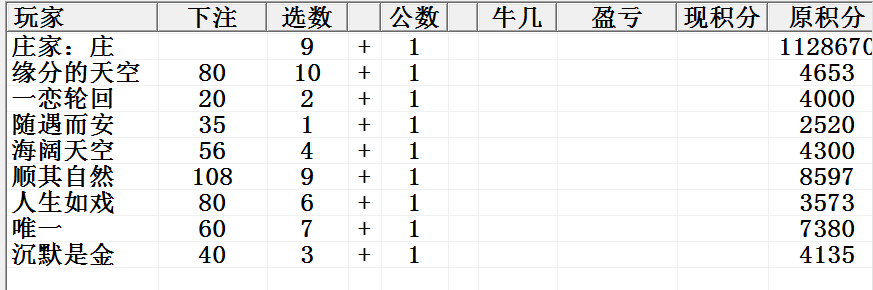 玩家 下注 选数 公数 牛几 盈亏 现积分 原积分
庄家：庄 9 + 1 1128670
缘分的天空 80 10 + 1 4653
一恋轮回 20 2 + 1 4000
随遇而安 35 1 + 1 2520
海阔天空 56 4 + 1 4300
顺其自然 108 9 + 1 8597
人生如戏 80 6 + 1 3573
唯一 60 7 + 1 7380
沉默是金 40 3 + 1 4135